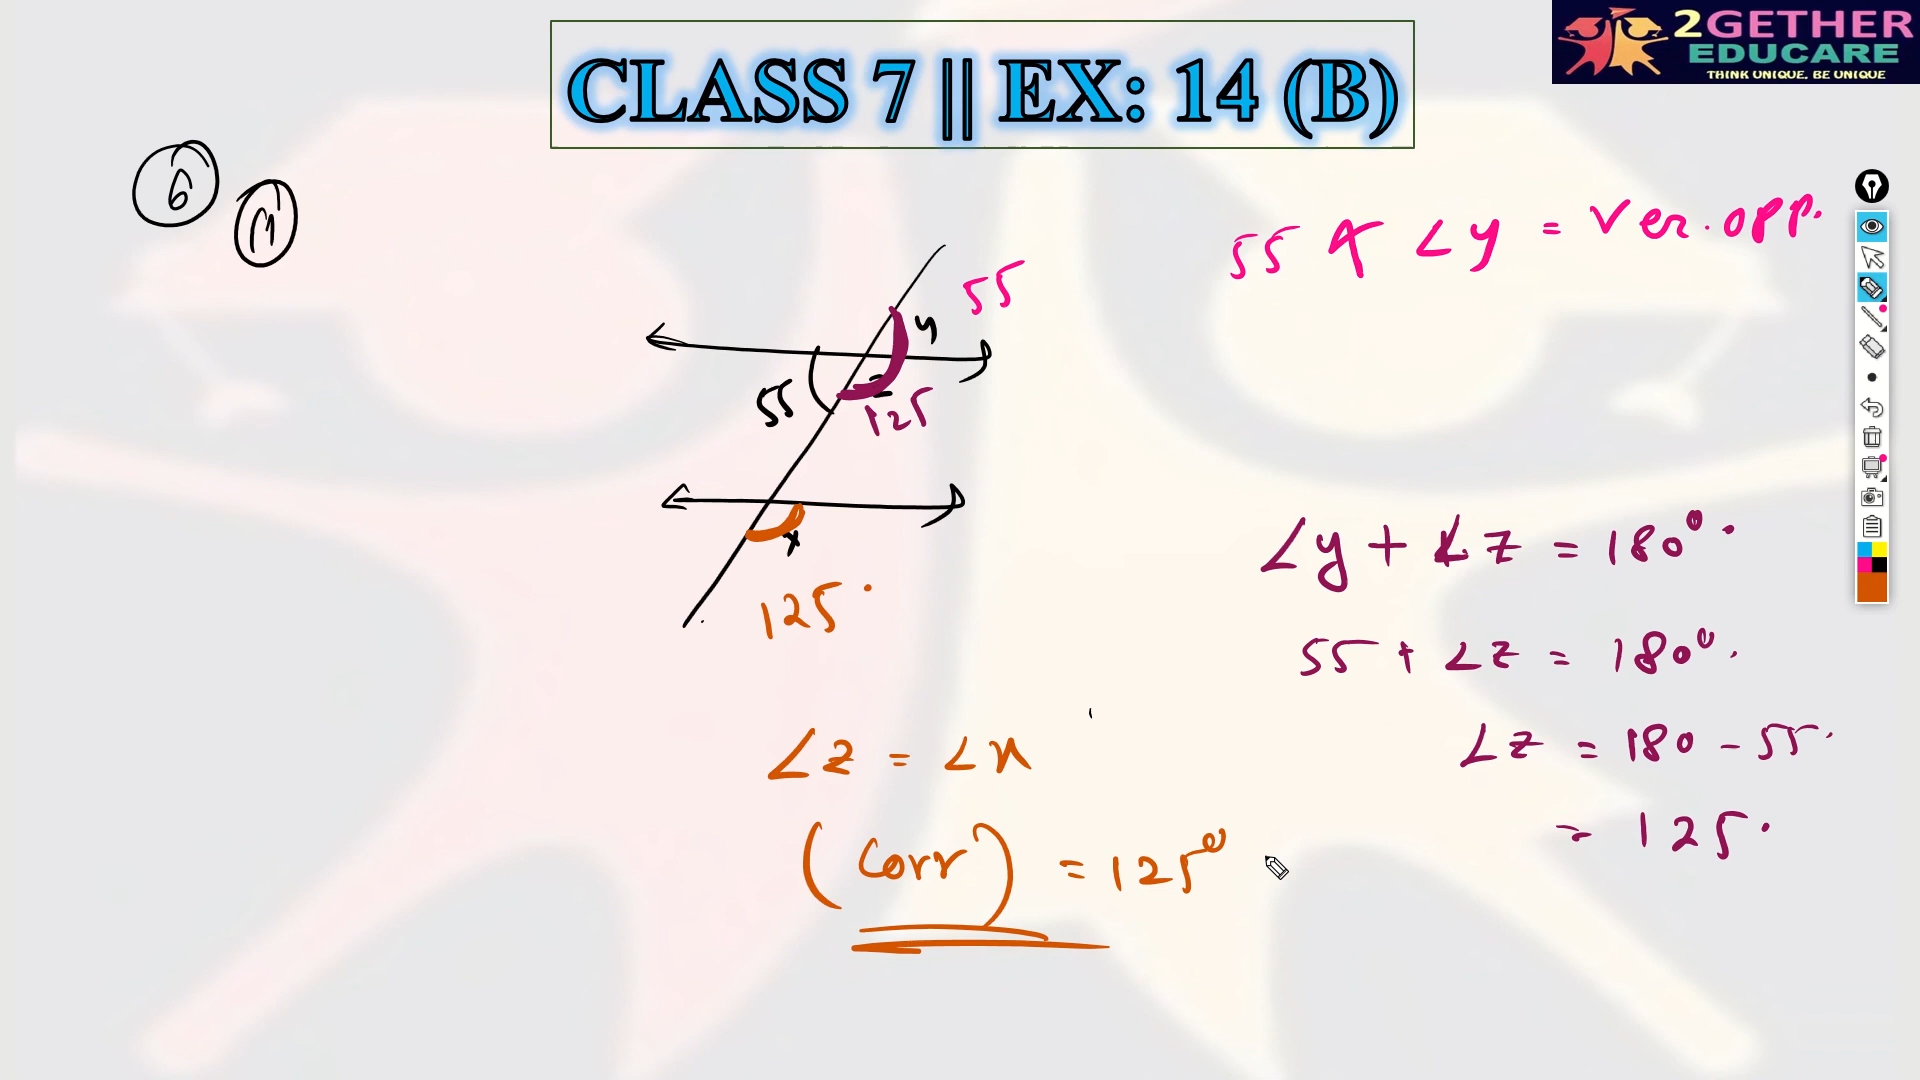 CLASS 7 || EX: 14 (B)
2GETHER
EDUCARE
THINK UNIQUE, BE UNIQUE
6
55 & ∠y = Ver. opp.
55
y
55
z
125
x
125°
∠y + ∠z = 180°.
55 + ∠z = 180°.
∠z = 180 - 55.
= 125.
∠z = ∠x
(Corr) = 125°